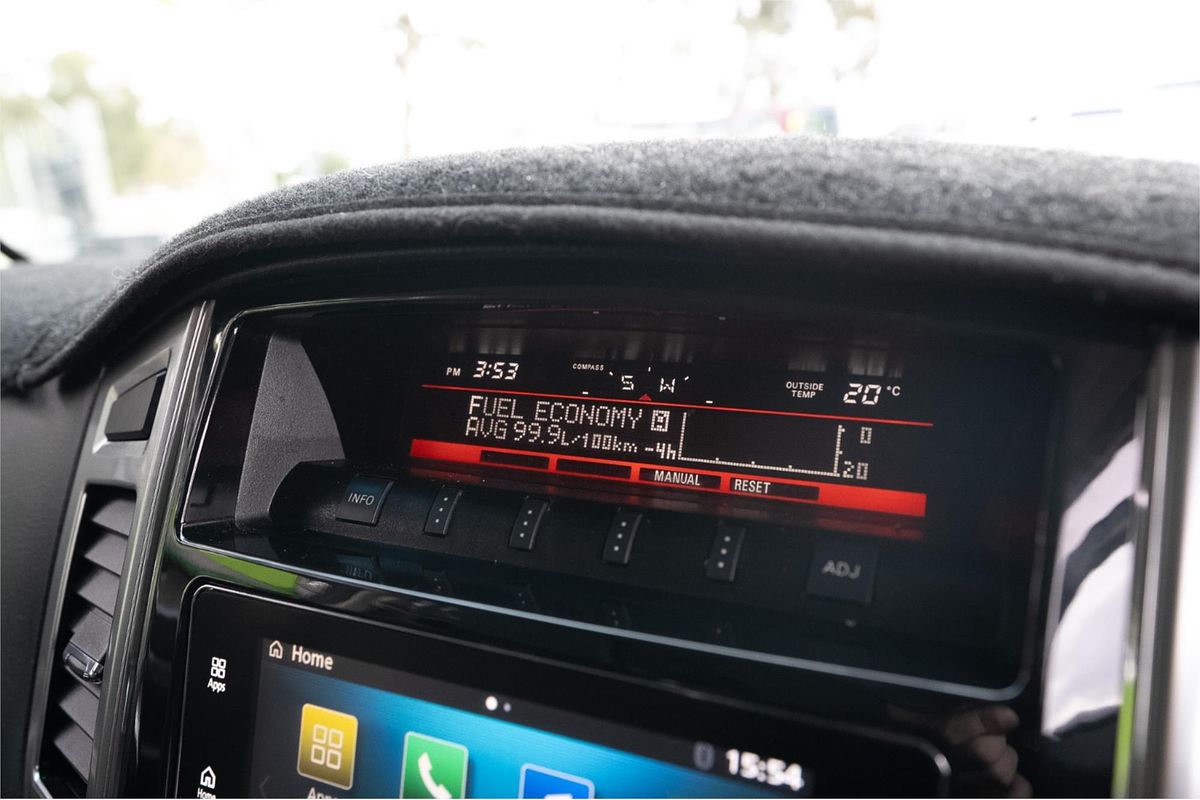 PM 3:53 COMPASS S W OUTSIDE TEMP 20°C
FUEL ECONOMY A 0
AVG 99.9L/100km -4h 20
MANUAL RESET
INFO ADJ
Home
Apps
15:54
Home